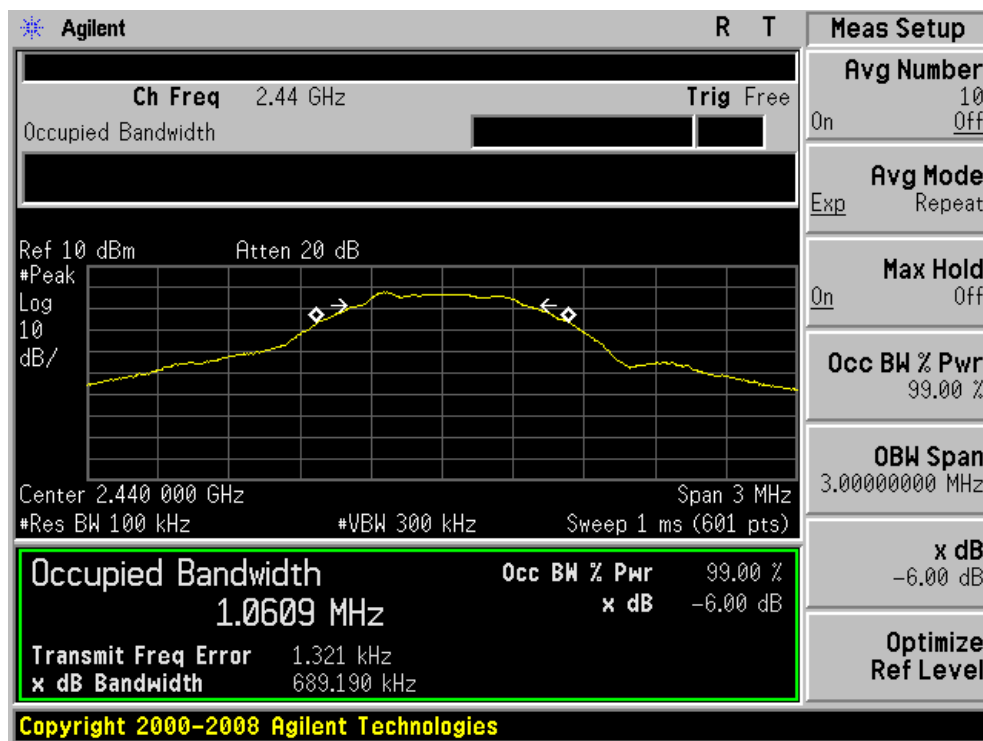 Agilent R T
Ch Freq 2.44 GHz Trig Free
Occupied Bandwidth
Ref 10 dBm Atten 20 dB
#Peak
Log
10
dB/
Center 2.440 000 GHz Span 3 MHz
#Res BW 100 kHz #VBW 300 kHz Sweep 1 ms (601 pts)
Occupied Bandwidth Occ BW % Pwr 99.00 %
1.0609 MHz x dB -6.00 dB
Transmit Freq Error 1.321 kHz
x dB Bandwidth 689.190 kHz
Copyright 2000-2008 Agilent Technologies
Meas Setup
Avg Number
10
On Off
Avg Mode
Exp Repeat
Max Hold
On Off
Occ BW % Pwr
99.00 %
OBW Span
3.00000000 MHz
x dB
-6.00 dB
Optimize
Ref Level